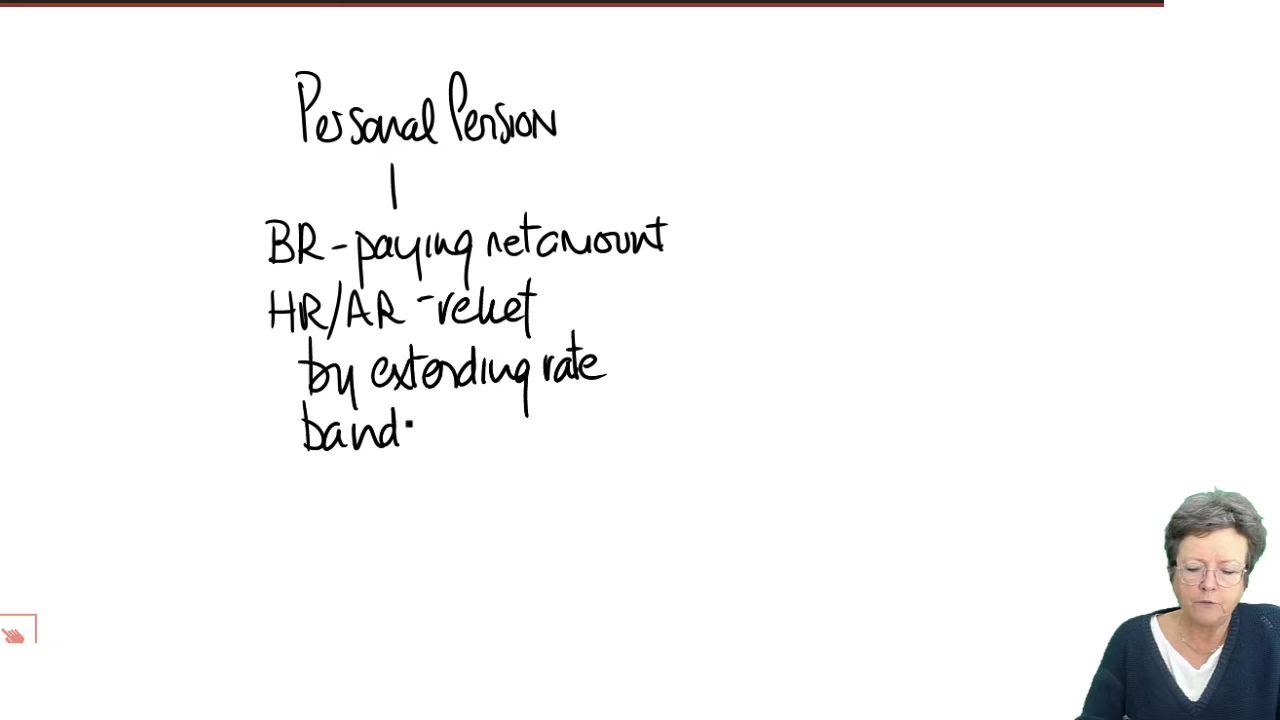 Personal Pension
BR - paying net amount
HR/AR - relief
by extending rate
band